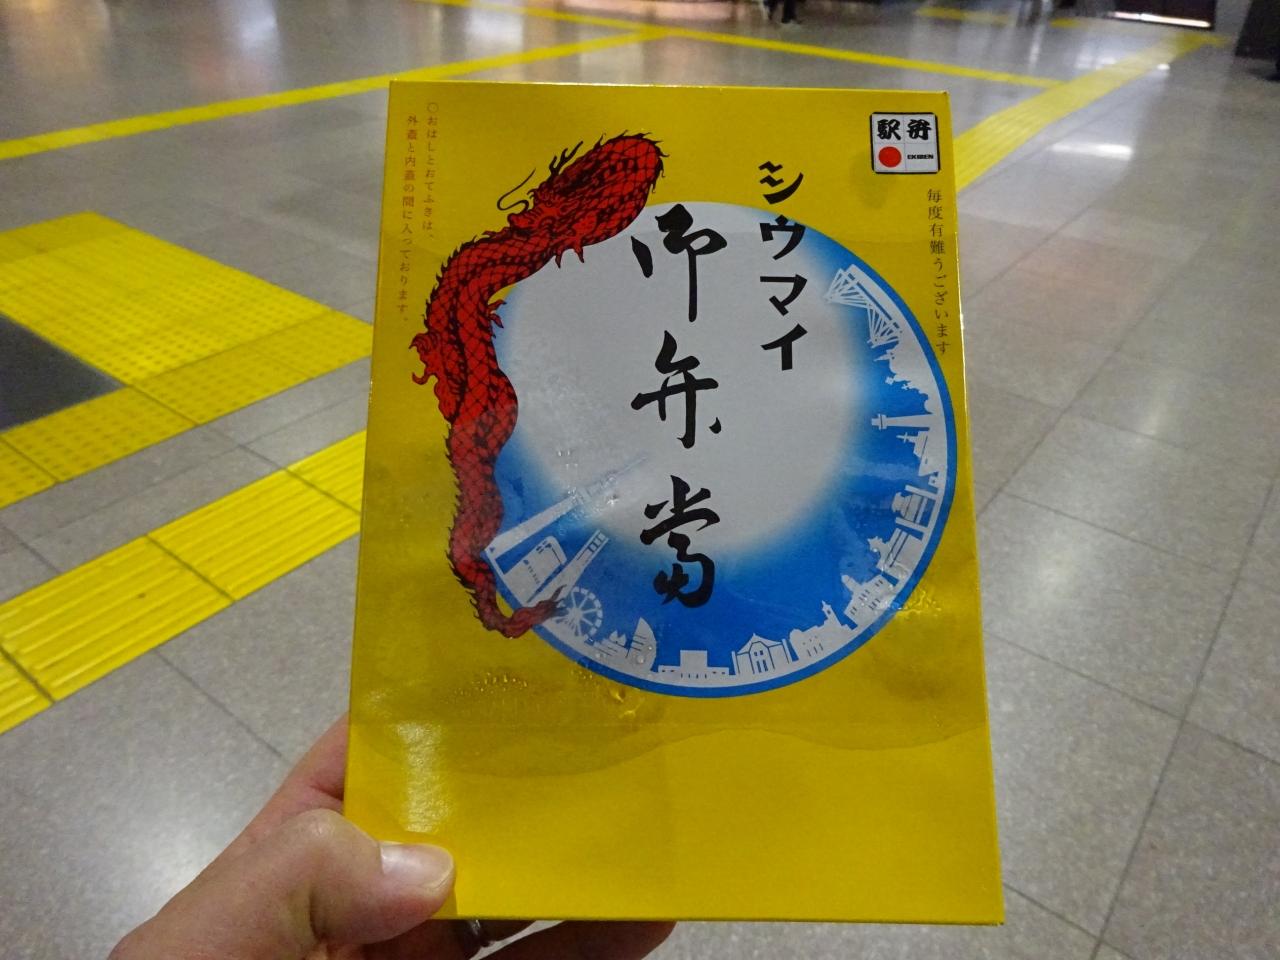 駅弁
EKIBEN
毎度有難うございます
シウマイ
御弁当
○おはしとおてふきは、
外蓋と内蓋の間に入っております。